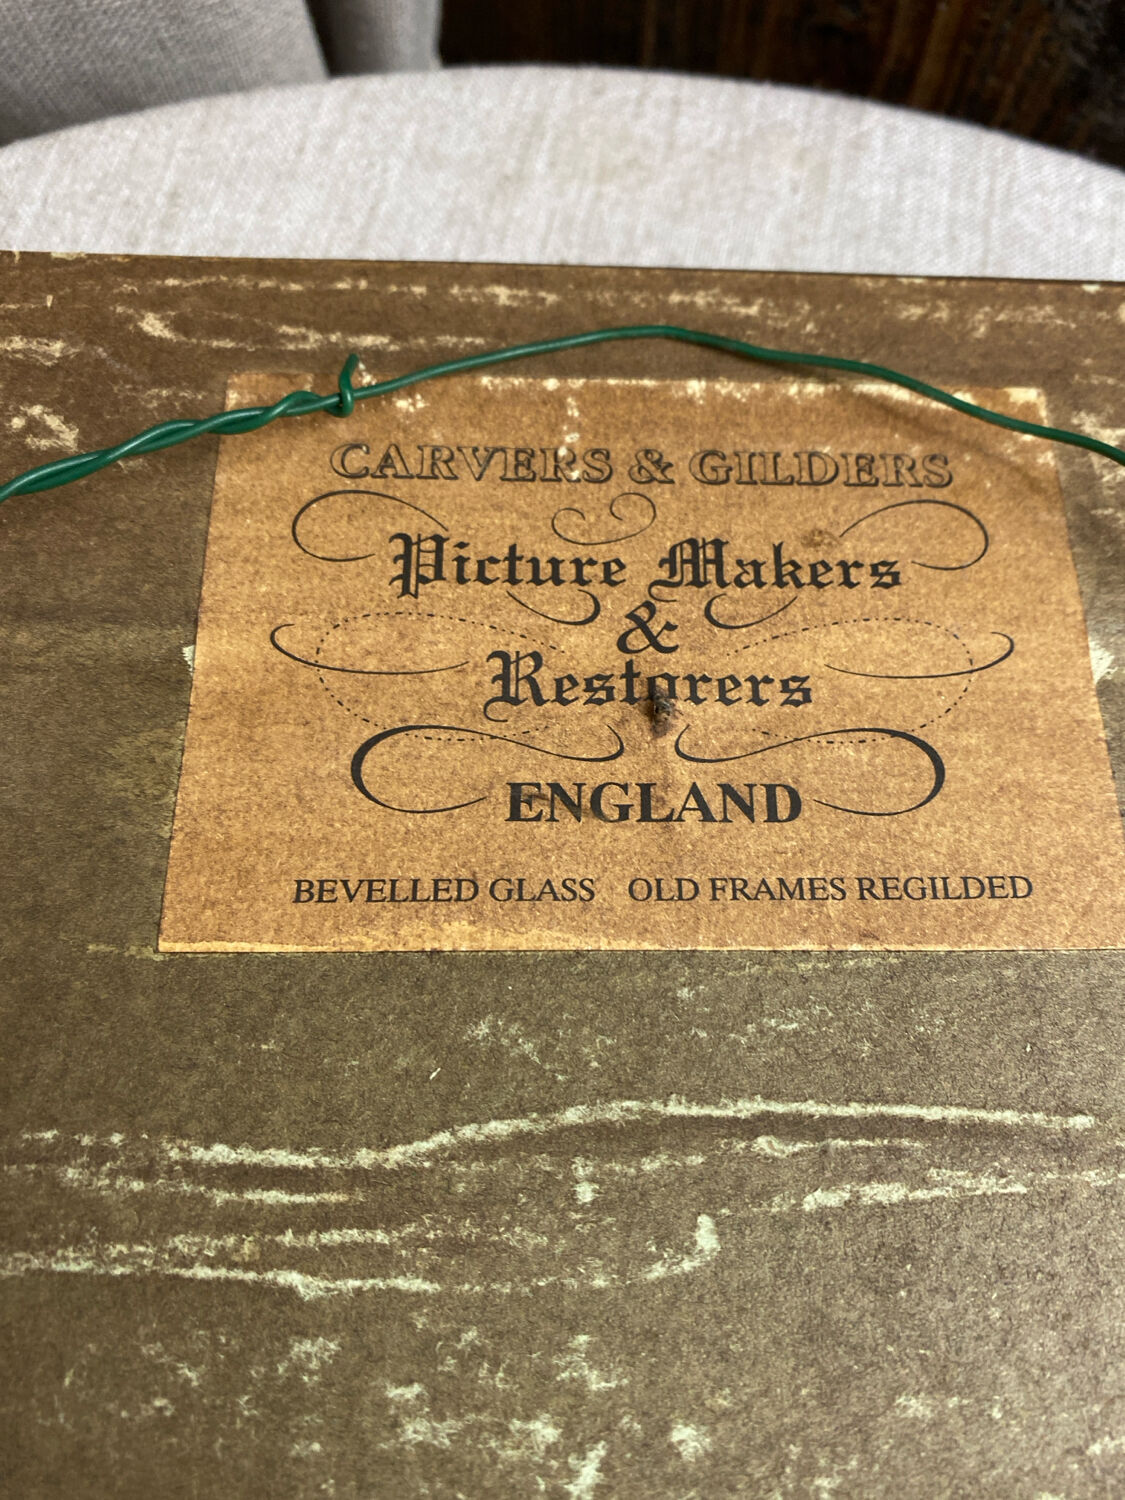 CARVERS & GILDERS
Picture Makers
&
Restorers
ENGLAND
BEVELLED GLASS OLD FRAMES REGILDED